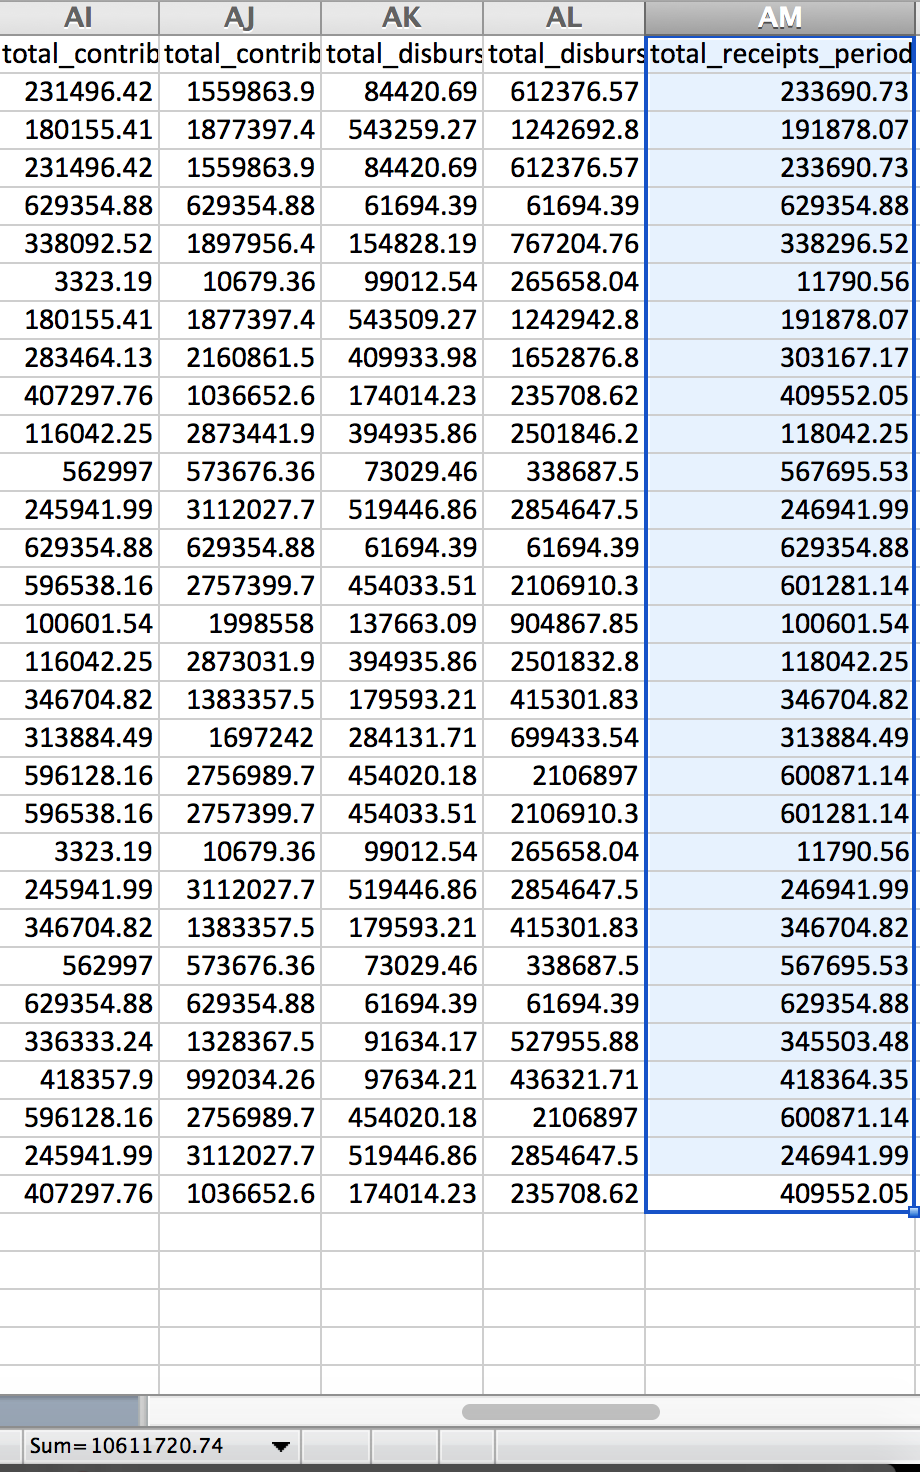 AI AJ AK AL AM
total_contrib total_contrib total_disburs total_disburs total_receipts_period
231496.42 1559863.9 84420.69 612376.57 233690.73
180155.41 1877397.4 543259.27 1242692.8 191878.07
231496.42 1559863.9 84420.69 612376.57 233690.73
629354.88 629354.88 61694.39 61694.39 629354.88
338092.52 1897956.4 154828.19 767204.76 338296.52
3323.19 10679.36 99012.54 265658.04 11790.56
180155.41 1877397.4 543509.27 1242942.8 191878.07
283464.13 2160861.5 409933.98 1652876.8 303167.17
407297.76 1036652.6 174014.23 235708.62 409552.05
116042.25 2873441.9 394935.86 2501846.2 118042.25
562997 573676.36 73029.46 338687.5 567695.53
245941.99 3112027.7 519446.86 2854647.5 246941.99
629354.88 629354.88 61694.39 61694.39 629354.88
596538.16 2757399.7 454033.51 2106910.3 601281.14
100601.54 1998558 137663.09 904867.85 100601.54
116042.25 2873031.9 394935.86 2501832.8 118042.25
346704.82 1383357.5 179593.21 415301.83 346704.82
313884.49 1697242 284131.71 699433.54 313884.49
596128.16 2756989.7 454020.18 2106897 600871.14
596538.16 2757399.7 454033.51 2106910.3 601281.14
3323.19 10679.36 99012.54 265658.04 11790.56
245941.99 3112027.7 519446.86 2854647.5 246941.99
346704.82 1383357.5 179593.21 415301.83 346704.82
562997 573676.36 73029.46 338687.5 567695.53
629354.88 629354.88 61694.39 61694.39 629354.88
336333.24 1328367.5 91634.17 527955.88 345503.48
418357.9 992034.26 97634.21 436321.71 418364.35
596128.16 2756989.7 454020.18 2106897 600871.14
245941.99 3112027.7 519446.86 2854647.5 246941.99
407297.76 1036652.6 174014.23 235708.62 409552.05
Sum=10611720.74